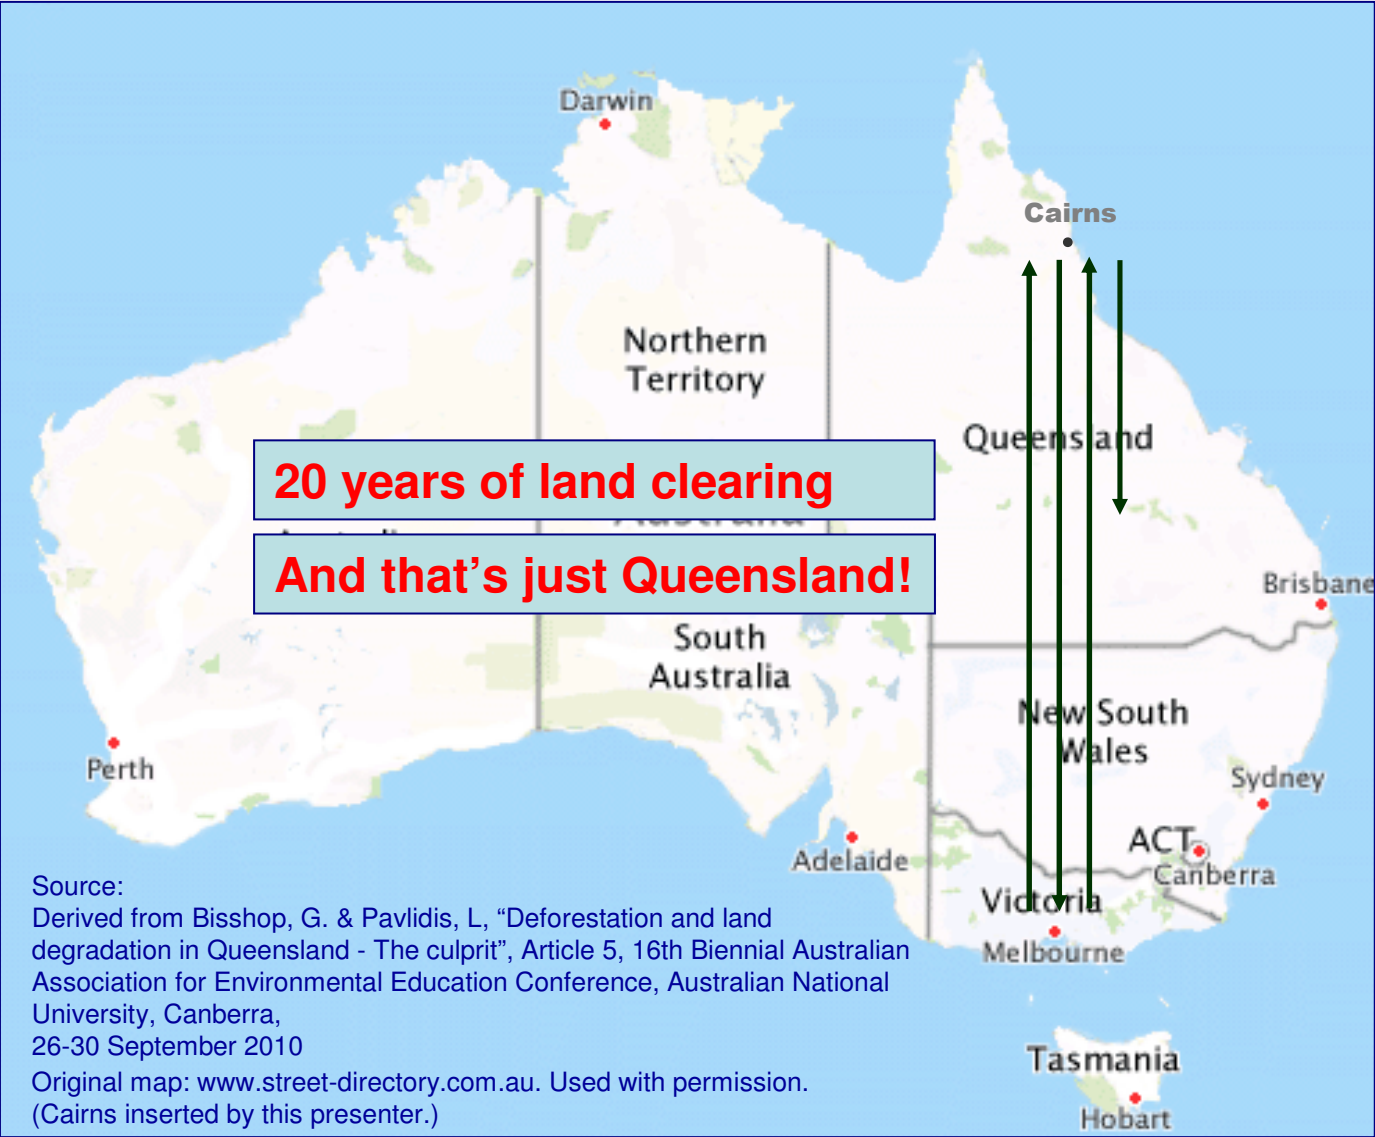 Darwin
Cairns
Northern
Territory
Queensland
20 years of land clearing
Australia
And that’s just Queensland!
Brisbane
South
Australia
New South
Wales
Perth
Sydney
Adelaide
ACT
Canberra
Victoria
Melbourne
Source:
Derived from Bisshop, G. & Pavlidis, L, “Deforestation and land
degradation in Queensland - The culprit”, Article 5, 16th Biennial Australian
Association for Environmental Education Conference, Australian National
University, Canberra,
26-30 September 2010
Original map: www.street-directory.com.au. Used with permission.
(Cairns inserted by this presenter.)
Tasmania
Hobart